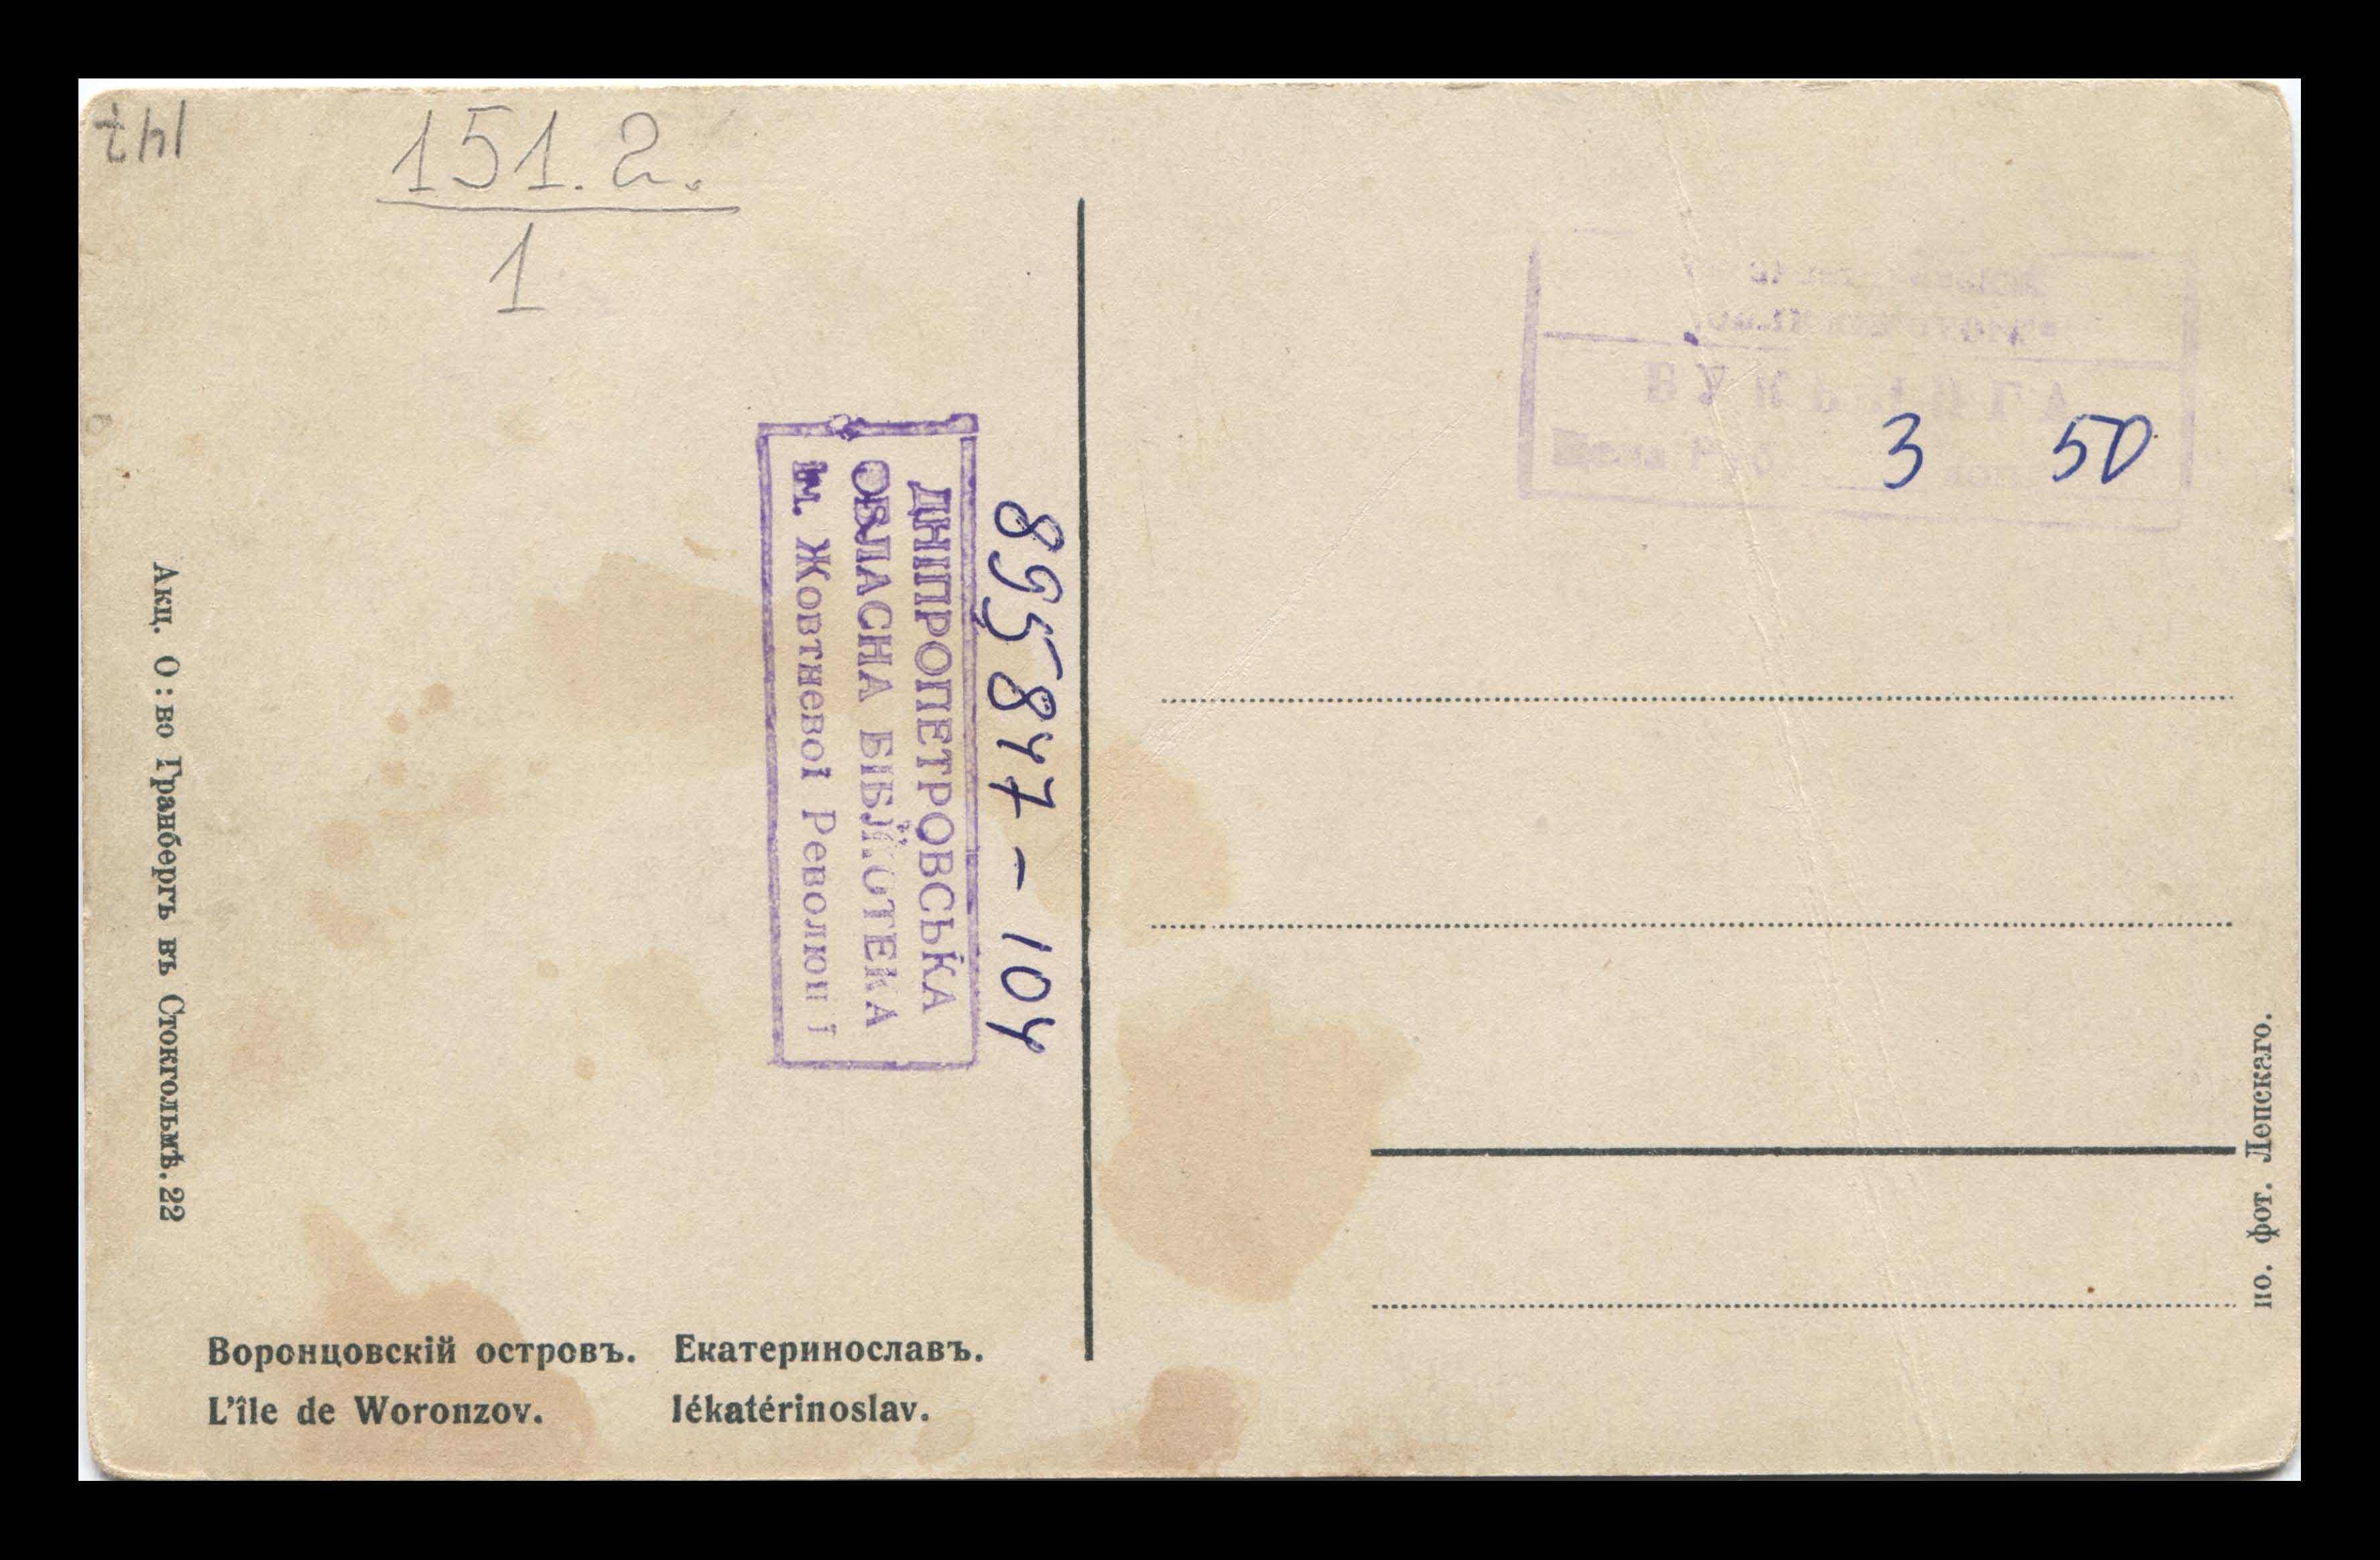 147
151.2.
1
ДНІПРОПЕТРОВСЬКА
ОБЛАСНА БІБЛІОТЕКА
ім. Жовтневої Революції
895847-104
3 50
Акц. О:во Гранбергъ въ Стокгольмѣ. 22
Воронцовскій островъ. Екатеринославъ.
L'île de Woronzov. Iékatérinoslav.
по. фот. Лепскаго.